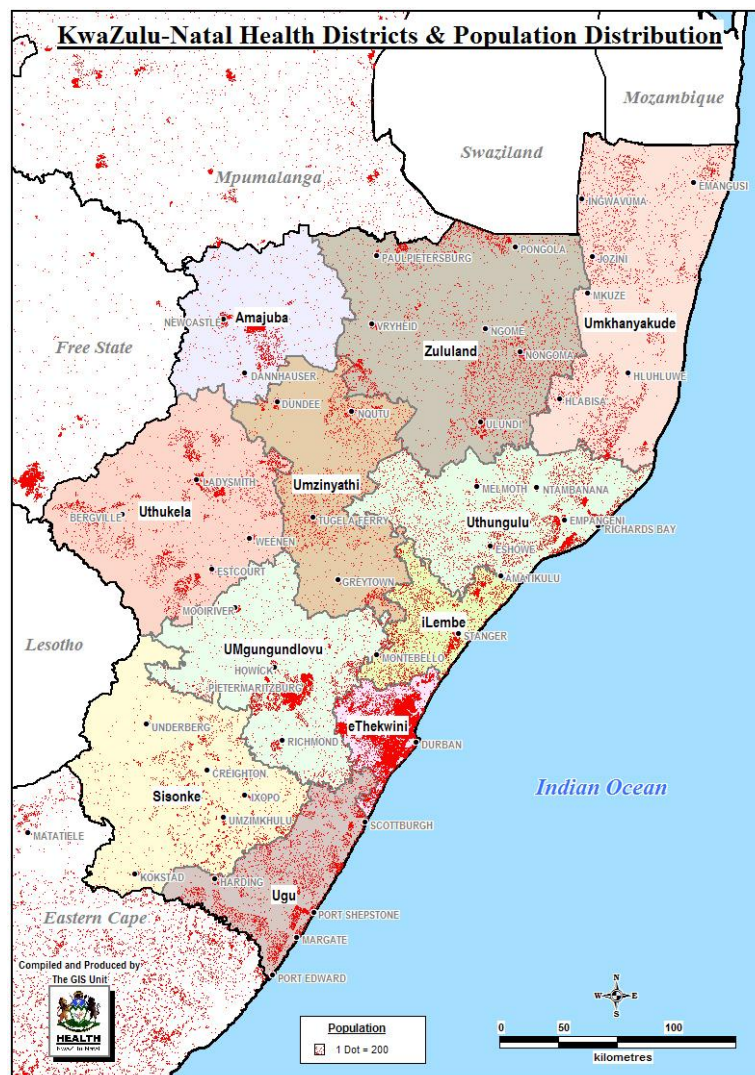 KwaZulu-Natal Health Districts & Population Distribution
Mozambique
Swaziland
Mpumalanga
EMANGUSI
INGWAVUMA
PONGOLA
PAULPIETERSBURG
JOZINI
MKUZE
Amajuba
NEWCASTLE
Umkhanyakude
VRYHEID
NGOME
Free State
Zululand
NONGOMA
DANNHAUSER
HLUHLUWE
HLABISA
DUNDEE
NQUTU
ULUNDI
LADYSMITH
Umzinyathi
MELMOTH
NTAMBANANA
BERGVILLE
Uthukela
TUGELA FERRY
Uthungulu
EMPANGENI
RICHARDS BAY
WEENEN
ESHOWE
ESTCOURT
GREYTOWN
AMATIKULU
MOOIRIVER
iLembe
STANGER
Lesotho
UMgungundlovu
MONTEBELLO
HOWICK
PIETERMARITZBURG
UNDERBERG
eThekwini
RICHMOND
DURBAN
CREIGHTON
Indian Ocean
Sisonke
IXOPO
UMZIMKHULU
SCOTTBURGH
MATATIELE
KOKSTAD
HARDING
Ugu
Eastern Cape
PORT SHEPSTONE
MARGATE
Compiled and Produced by:
The GIS Unit
PORT EDWARD
HEALTH
KwaZulu-Natal
N
W
E
S
Population
1 Dot = 200
0 50 100
kilometres